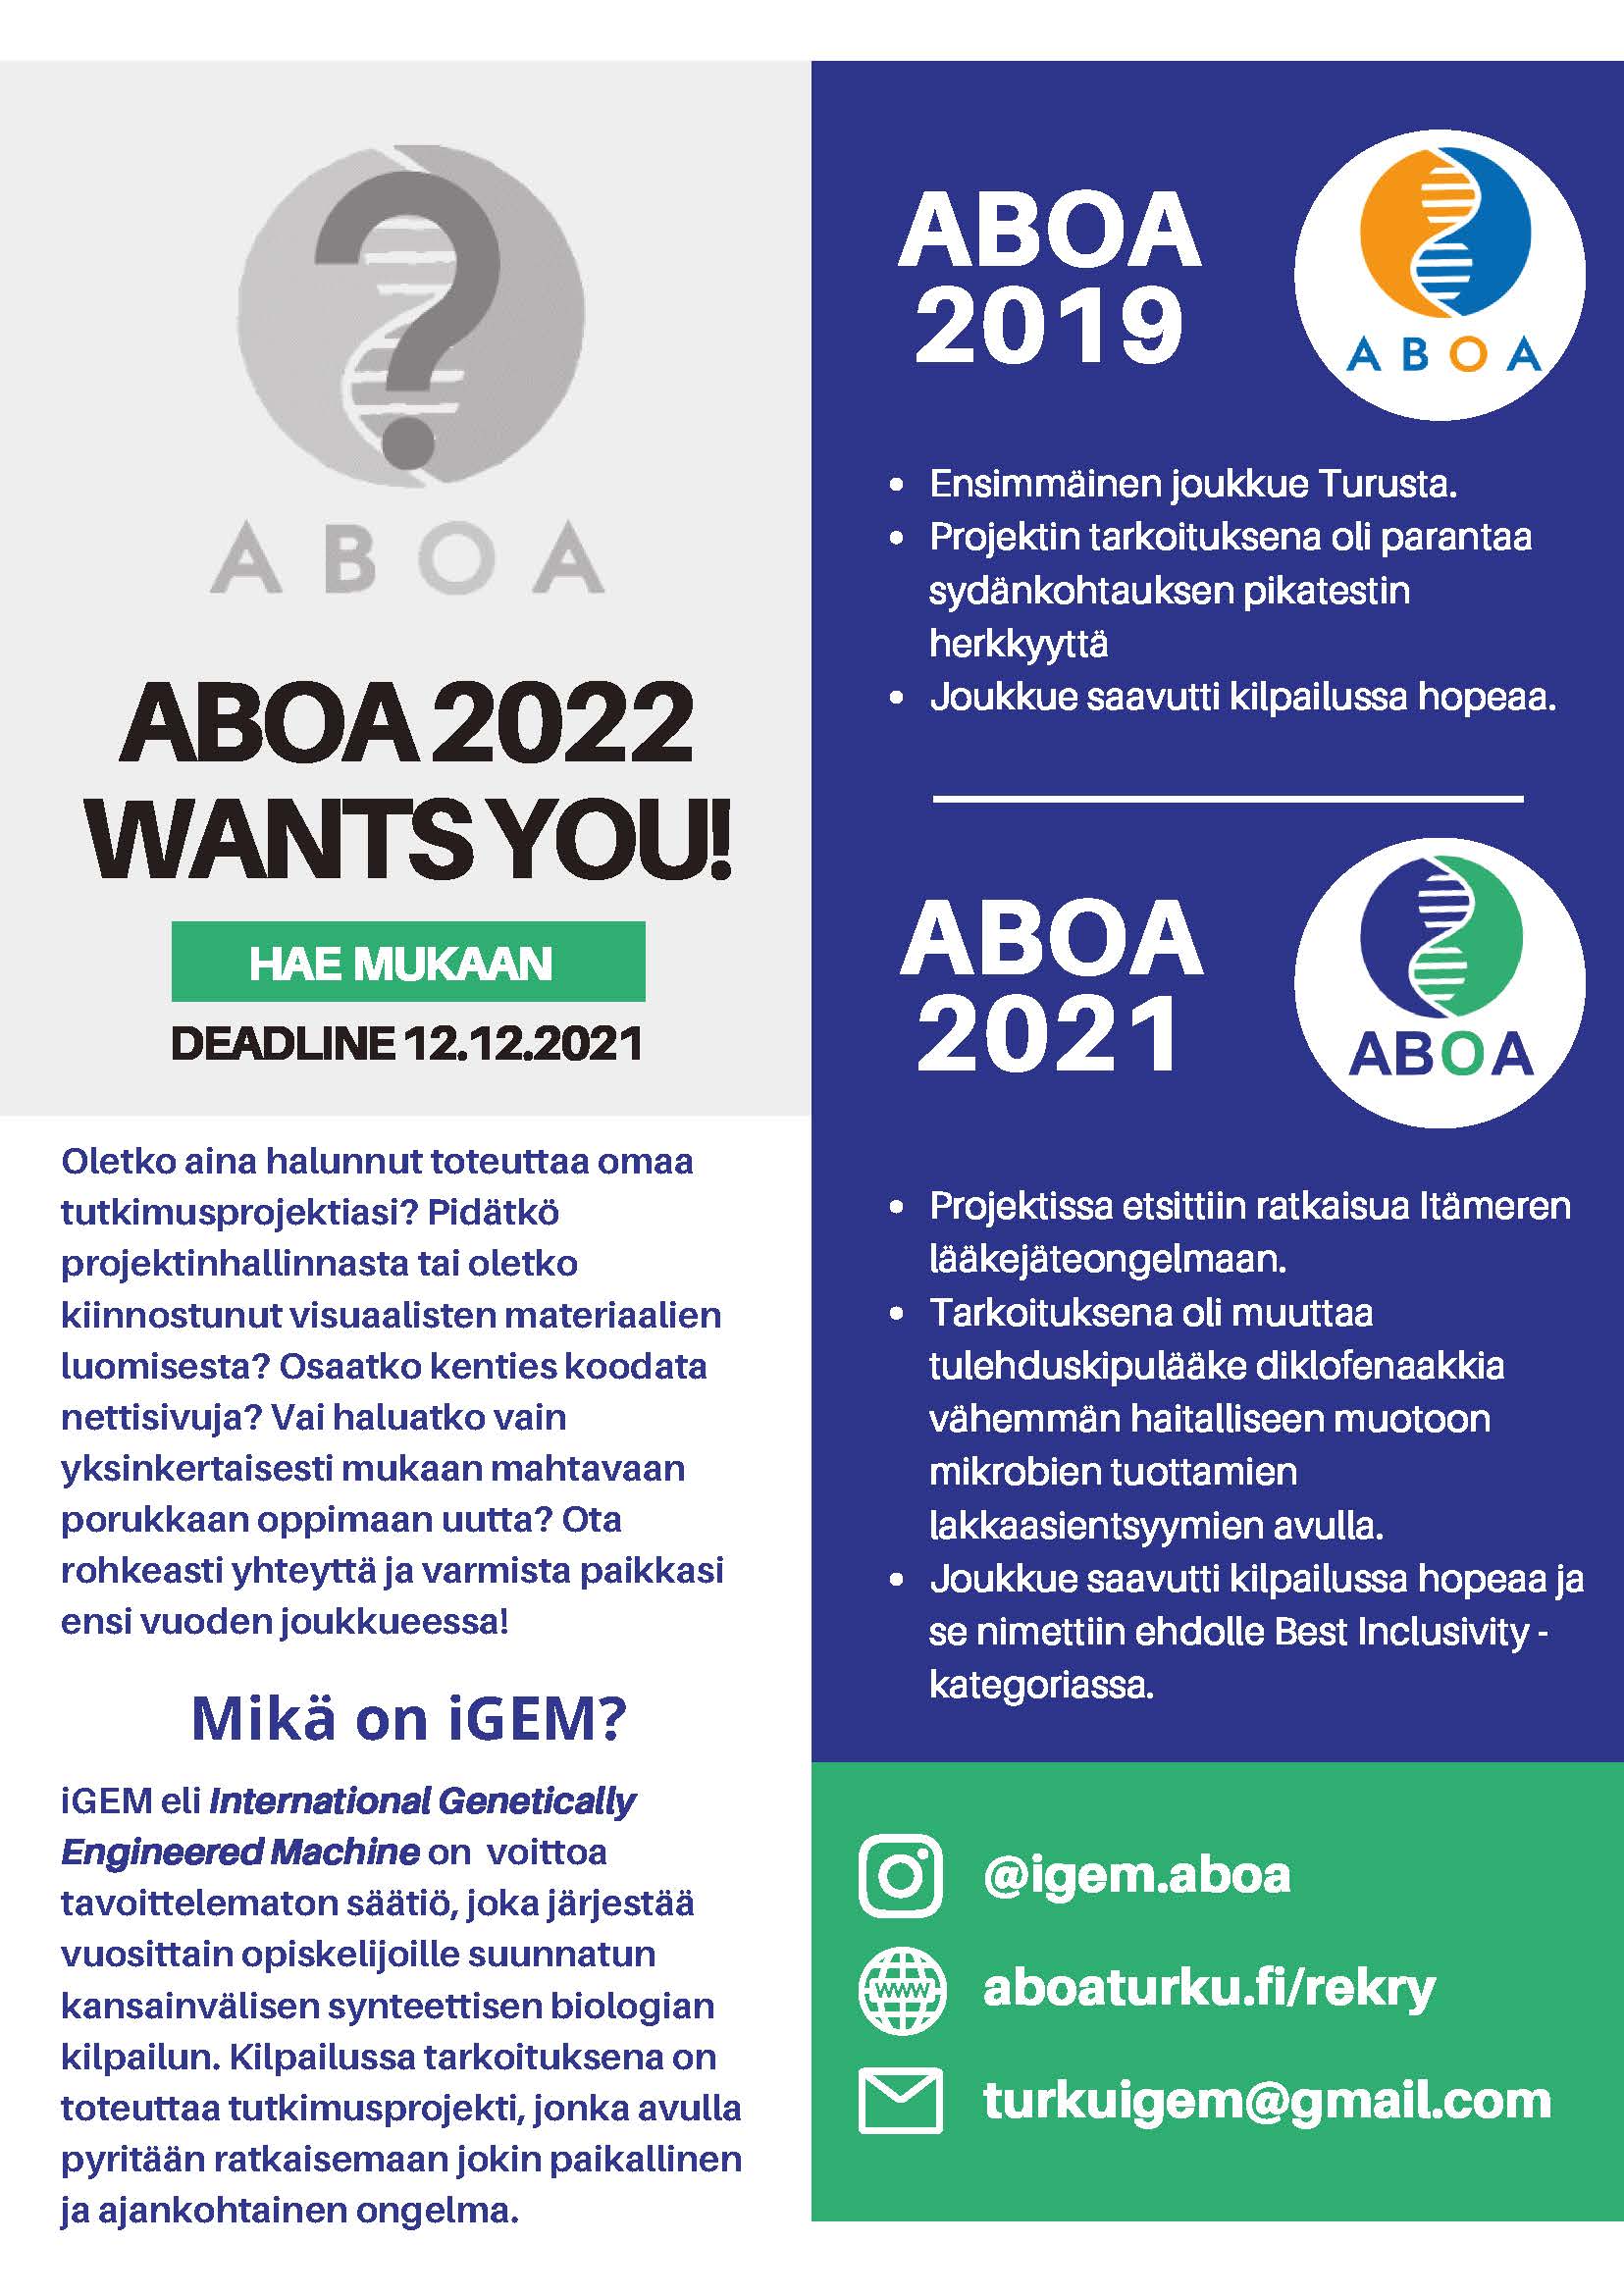 A B O A
ABOA 2022
WANTS YOU!
HAE MUKAAN
DEADLINE 12.12.2021
Oletko aina halunnut toteuttaa omaa
tutkimusprojektiasi? Pidätkö
projektinhallinnasta tai oletko
kiinnostunut visuaalisten materiaalien
luomisesta? Osaatko kenties koodata
nettisivuja? Vai haluatko vain
yksinkertaisesti mukaan mahtavaan
porukkaan oppimaan uutta? Ota
rohkeasti yhteyttä ja varmista paikkasi
ensi vuoden joukkueessa!
Mikä on iGEM?
iGEM eli International Genetically
Engineered Machine on voittoa
tavoittelematon säätiö, joka järjestää
vuosittain opiskelijoille suunnatun
kansainvälisen synteettisen biologian
kilpailun. Kilpailussa tarkoituksena on
toteuttaa tutkimusprojekti, jonka avulla
pyritään ratkaisemaan jokin paikallinen
ja ajankohtainen ongelma.
ABOA
2019
A B O A
• Ensimmäinen joukkue Turusta.
• Projektin tarkoituksena oli parantaa
sydänkohtauksen pikatestin
herkkyyttä
• Joukkue saavutti kilpailussa hopeaa.
ABOA
2021
ABOA
• Projektissa etsittiin ratkaisua Itämeren
lääkejäteongelmaan.
• Tarkoituksena oli muuttaa
tulehduskipulääke diklofenaakkia
vähemmän haitalliseen muotoon
mikrobien tuottamien
lakkaasientsyymien avulla.
• Joukkue saavutti kilpailussa hopeaa ja
se nimettiin ehdolle Best Inclusivity -
kategoriassa.
@igem.aboa
www
aboaturku.fi/rekry
turkuigem@gmail.com